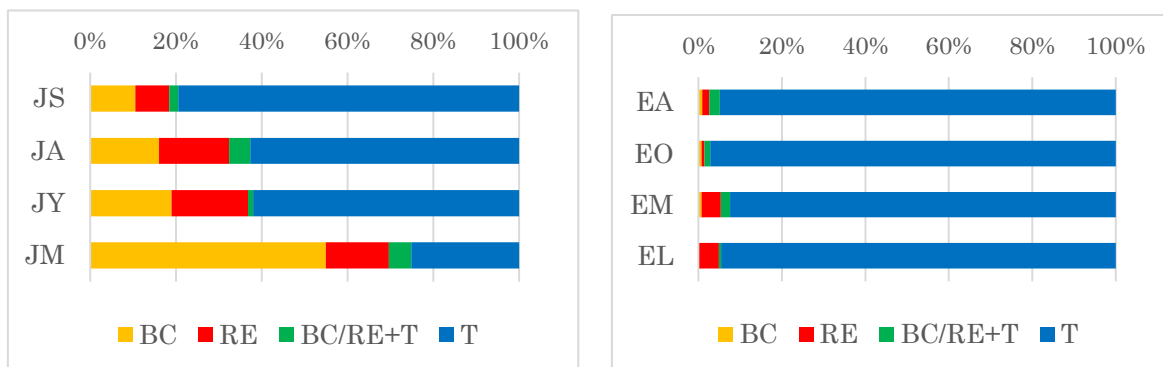 0% 20% 40% 60% 80% 100%
JS
JA
JY
JM
BC RE BC/RE+T T
0% 20% 40% 60% 80% 100%
EA
EO
EM
EL
BC RE BC/RE+T T